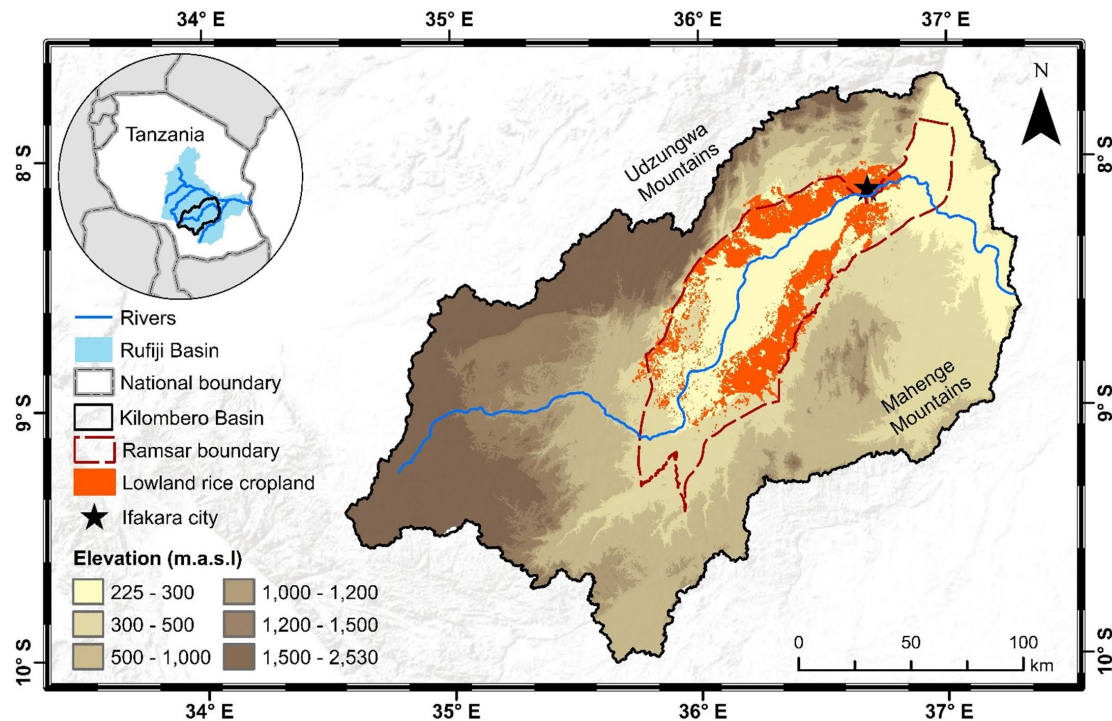 34° E
35° E
36° E
37° E
N
Tanzania
Udzungwa
Mountains
8° S
8° S
Rivers
Rufiji Basin
National boundary
Kilombero Basin
Ramsar boundary
Lowland rice cropland
Ifakara city
Mahenge
Mountains
9° S
9° S
Elevation (m.a.s.l)
225 - 300
1,000 - 1,200
300 - 500
1,200 - 1,500
500 - 1,000
1,500 - 2,530
0
50
100
km
10° S
10° S
34° E
35° E
36° E
37° E